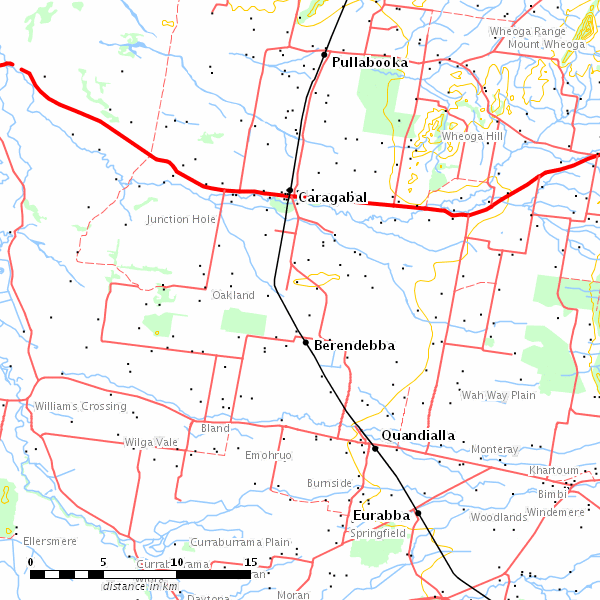 Wheoga Range
Mount Wheoga
Pullabooka
Wheoga Hill
Caragabal
Junction Hole
Oakland
Berendebba
Wah Way Plain
Williams Crossing
Bland
Quandialla
Wilga Vale
Emohruo
Monteray
Khartoum
Burnside
Bimbi
Eurabba
Woodlands
Windemere
Springfield
Ellersmere
Curraburrama Plain
0 5 10 15
distance in km
Daytona
Moran